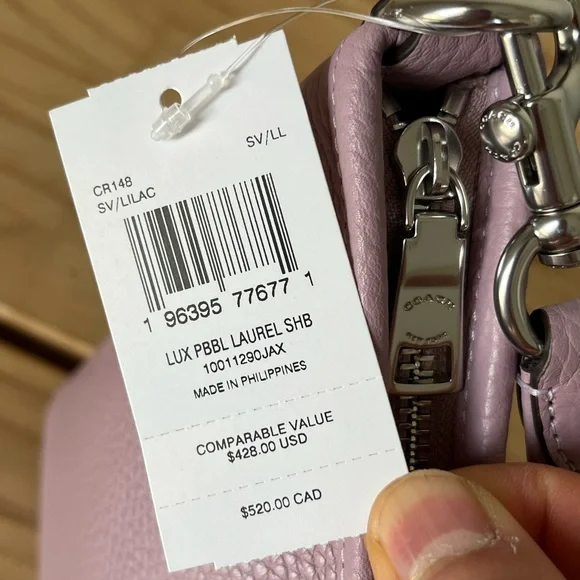 SV/LL
CR148
SV/LILAC
1 96395 77677 1
LUX PBBL LAUREL SHB
10011290JAX
MADE IN PHILIPPINES
COMPARABLE VALUE
$428.00 USD
$520.00 CAD
COACH
NEW YORK